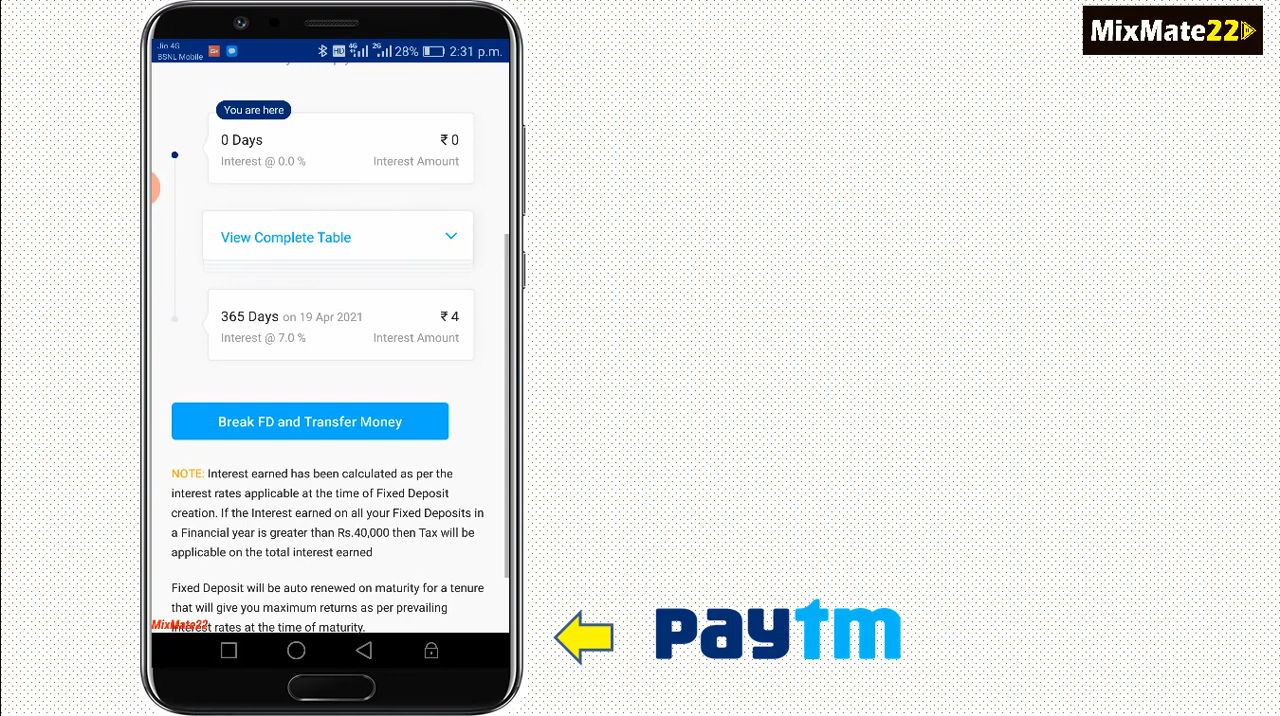 MixMate22
Jin 4G
BSNL Mobile
HD 4G 2G 28% 2:31 p.m.
You are here
0 Days ₹ 0
Interest @ 0.0 % Interest Amount
View Complete Table
365 Days on 19 Apr 2021 ₹ 4
Interest @ 7.0 % Interest Amount
Break FD and Transfer Money
NOTE: Interest earned has been calculated as per the
interest rates applicable at the time of Fixed Deposit
creation. If the Interest earned on all your Fixed Deposits in
a Financial year is greater than Rs.40,000 then Tax will be
applicable on the total interest earned
Fixed Deposit will be auto renewed on maturity for a tenure
that will give you maximum returns as per prevailing
interest rates at the time of maturity.
MixMate22
paytm